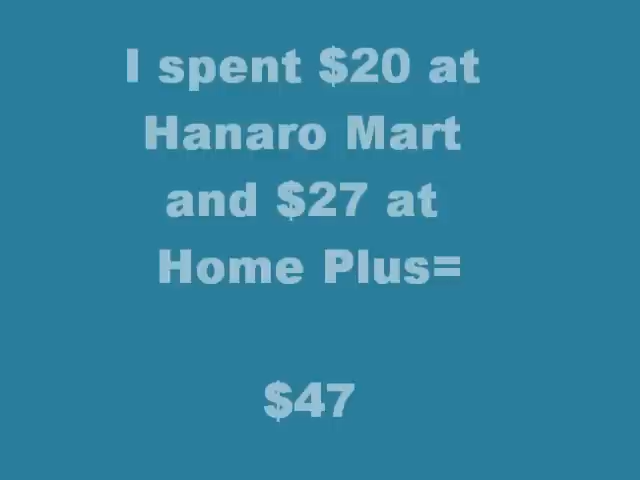 I spent $20 at
Hanaro Mart
and $27 at
Home Plus=
$47